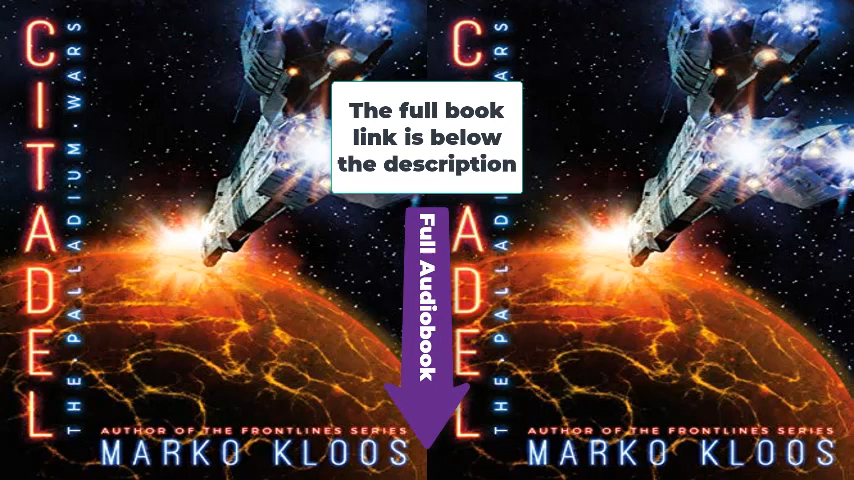 CITADEL
THE PALLADIUM WARS
AUTHOR OF THE FRONTLINES SERIES
MARKO KLOOS
The full book
link is below
the description
Full Audiobook
ADEL
THE PALLADI
ARS
AUTHOR OF THE FRONTLINES SERIES
MARKO KLOOS